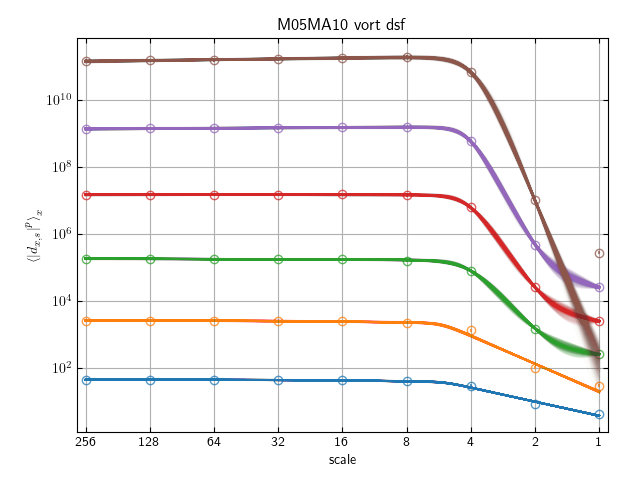 M05MA10 vort dsf
10^{10}
10^{8}
10^{6}
10^{4}
10^{2}
⟨|d_{x,s}|^{p}⟩_{x}
256 128 64 32 16 8 4 2 1
scale